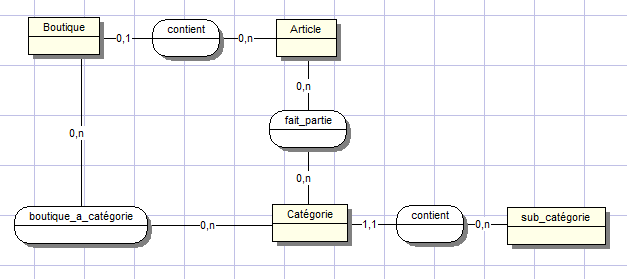 Boutique
0,1
contient
0,n
Article
0,n
fait_partie
0,n
0,n
boutique_a_catégorie
0,n
Catégorie
1,1
contient
0,n
sub_catégorie